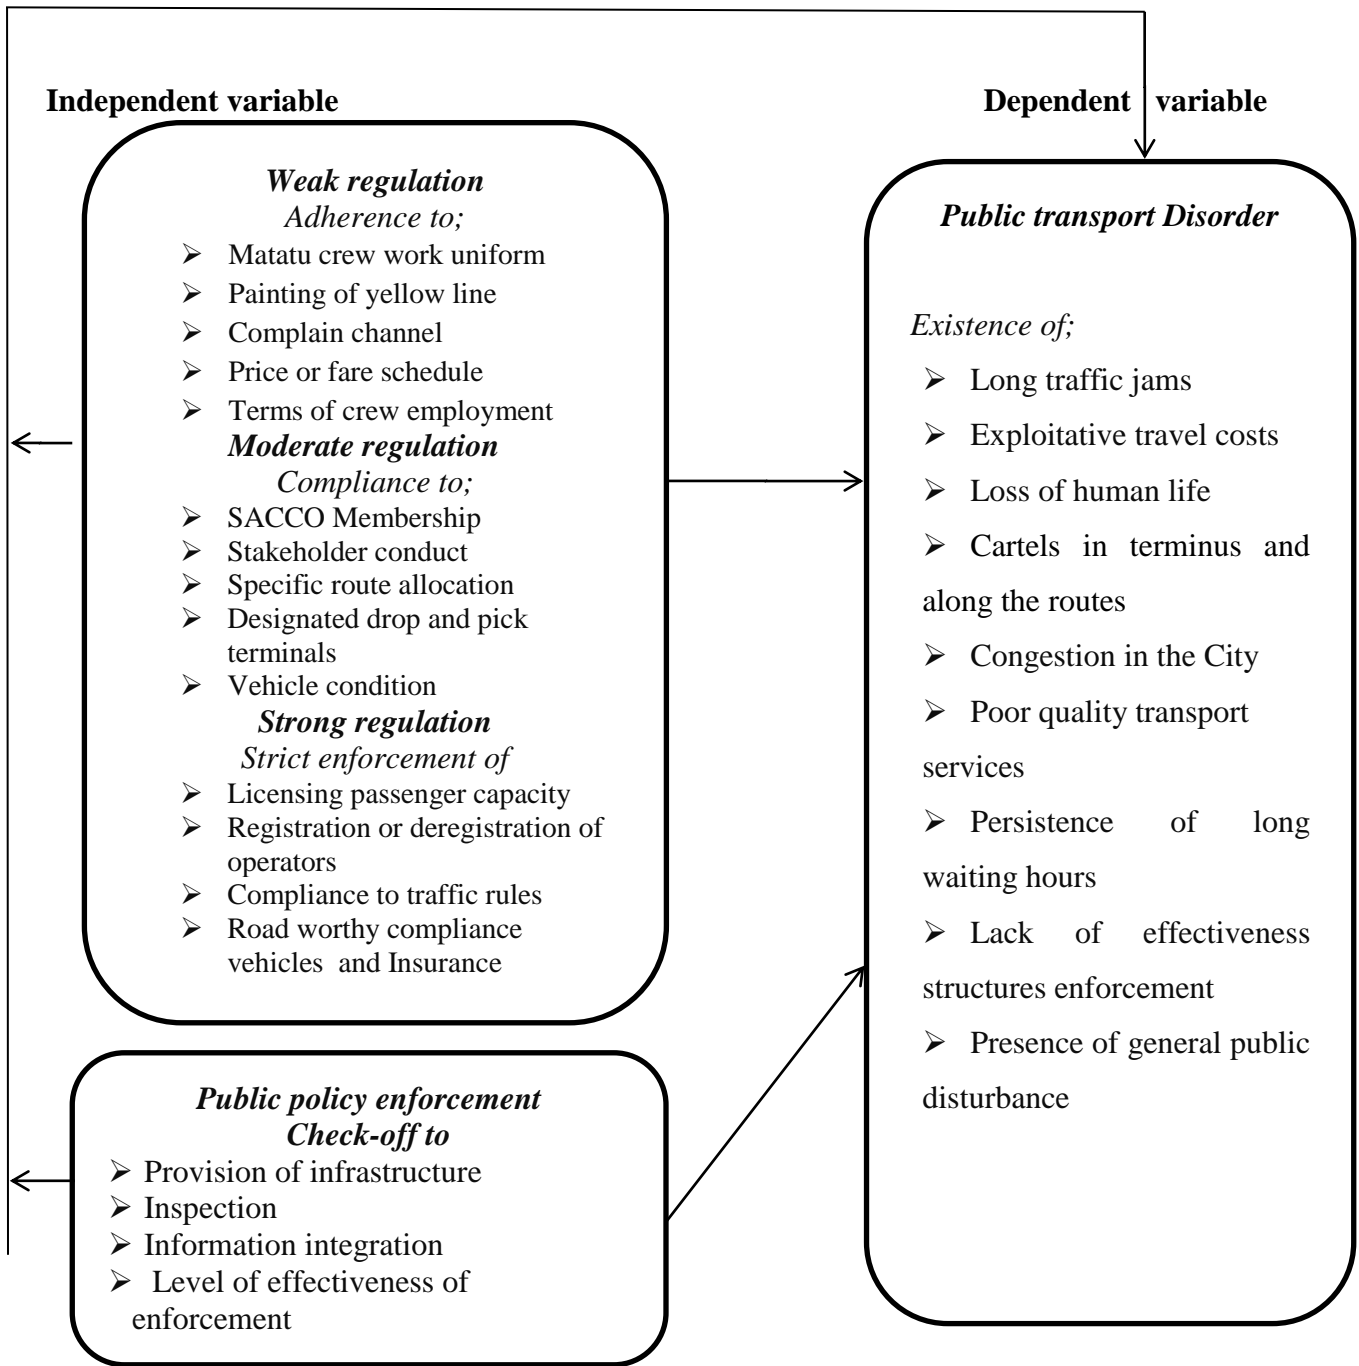 Independent variable
Weak regulation
Adherence to;
➢ Matatu crew work uniform
➢ Painting of yellow line
➢ Complain channel
➢ Price or fare schedule
➢ Terms of crew employment
Moderate regulation
Compliance to;
➢ SACCO Membership
➢ Stakeholder conduct
➢ Specific route allocation
➢ Designated drop and pick
terminals
➢ Vehicle condition
Strong regulation
Strict enforcement of
➢ Licensing passenger capacity
➢ Registration or deregistration of
operators
➢ Compliance to traffic rules
➢ Road worthy compliance
vehicles and Insurance
Public policy enforcement
Check-off to
➢ Provision of infrastructure
➢ Inspection
➢ Information integration
➢ Level of effectiveness of
enforcement
Dependent variable
Public transport Disorder
Existence of;
➢ Long traffic jams
➢ Exploitative travel costs
➢ Loss of human life
➢ Cartels in terminus and
along the routes
➢ Congestion in the City
➢ Poor quality transport
services
➢ Persistence of long
waiting hours
➢ Lack of effectiveness
structures enforcement
➢ Presence of general public
disturbance